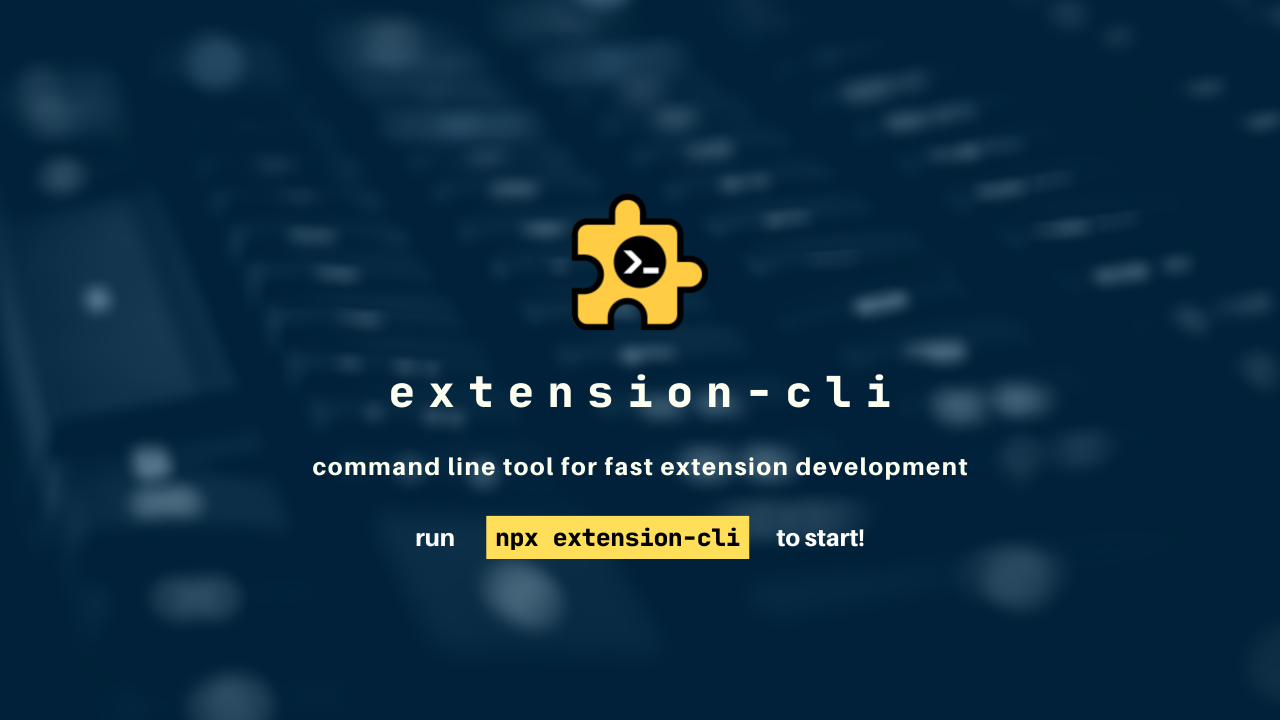 >_
extension-cli
command line tool for fast extension development
run npx extension-cli to start!